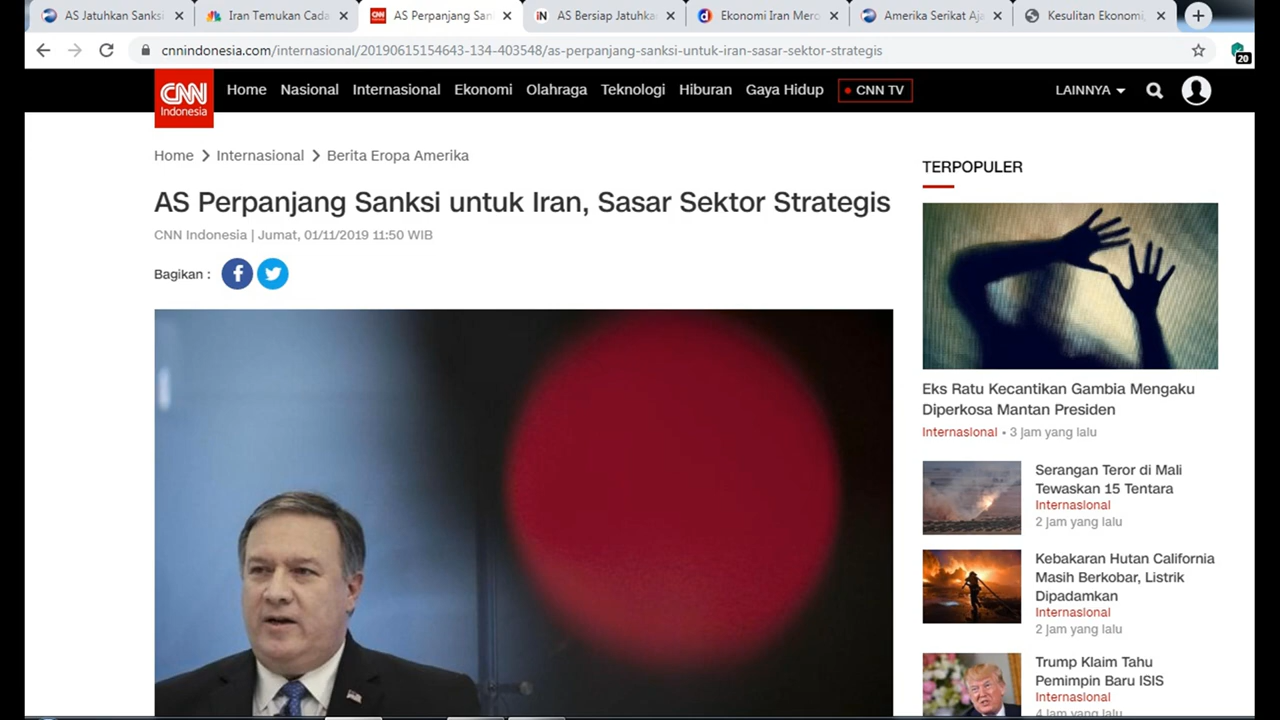 AS Jatuhkan Sanksi
Iran Temukan Cada
AS Perpanjang San
AS Bersiap Jatuhka
Ekonomi Iran Mer
Amerika Serikat Aja
Kesulitan Ekonomi,
cnnindonesia.com/internasional/20190615154643-134-403548/as-perpanjang-sanksi-untuk-iran-sasar-sektor-strategis
20
CNN
Indonesia
Home Nasional Internasional Ekonomi Olahraga Teknologi Hiburan Gaya Hidup CNN TV LAINNYA
Home > Internasional > Berita Eropa Amerika
AS Perpanjang Sanksi untuk Iran, Sasar Sektor Strategis
CNN Indonesia | Jumat, 01/11/2019 11:50 WIB
Bagikan :
TERPOPULER
Eks Ratu Kecantikan Gambia Mengaku
Diperkosa Mantan Presiden
Internasional • 3 jam yang lalu
Serangan Teror di Mali
Tewaskan 15 Tentara
Internasional
2 jam yang lalu
Kebakaran Hutan California
Masih Berkobar, Listrik
Dipadamkan
Internasional
2 jam yang lalu
Trump Klaim Tahu
Pemimpin Baru ISIS
Internasional
4 jam yang lalu